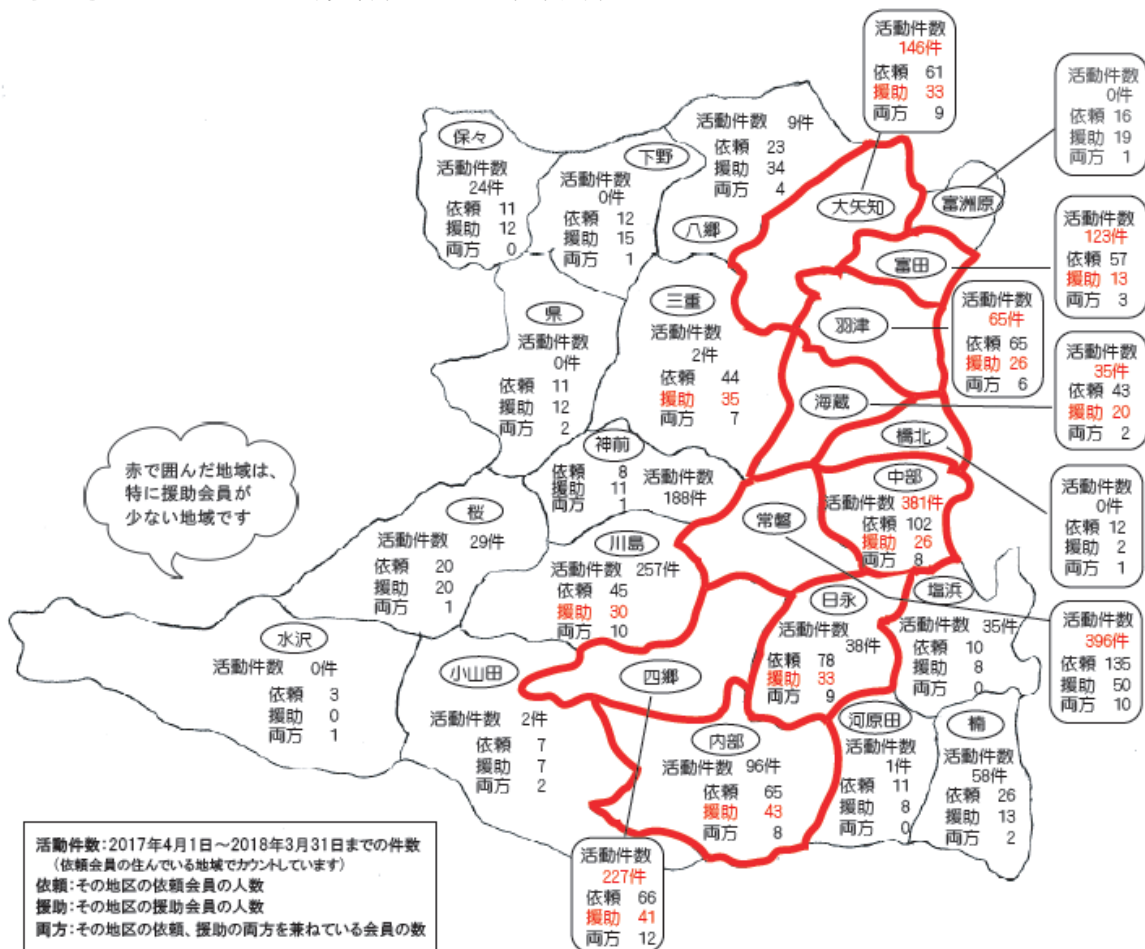 活動件数
146件
依頼 61
援助 33
両方 9
活動件数
0件
依頼 16
援助 19
両方 1
保々
活動件数
24件
依頼 11
援助 12
両方 0
下野
活動件数
0件
依頼 12
援助 15
両方 1
活動件数 9件
依頼 23
援助 34
両方 4
八郷
大矢知
富洲原
富田
活動件数
123件
依頼 57
援助 13
両方 3
県
活動件数
0件
依頼 11
援助 12
両方 2
三重
活動件数
2件
依頼 44
援助 35
両方 7
羽津
活動件数
65件
依頼 65
援助 26
両方 6
海蔵
活動件数
35件
依頼 43
援助 20
両方 2
橋北
活動件数
0件
依頼 12
援助 2
両方 1
赤で囲んだ地域は、
特に援助会員が
少ない地域です
神前
依頼 8
援助 11
両方 1
活動件数
188件
桜
活動件数 29件
依頼 20
援助 20
両方 1
川島
活動件数 257件
依頼 45
援助 30
両方 10
常磐
中部
活動件数 381件
依頼 102
援助 26
両方 8
活動件数
396件
依頼 135
援助 50
両方 10
水沢
活動件数 0件
依頼 3
援助 0
両方 1
小山田
活動件数 2件
依頼 7
援助 7
両方 2
四郷
日永
活動件数
38件
依頼 78
援助 33
両方 9
塩浜
活動件数 35件
依頼 10
援助 8
両方 0
内部
活動件数 96件
依頼 65
援助 43
両方 8
河原田
活動件数
1件
依頼 11
援助 8
両方 0
楠
活動件数
58件
依頼 26
援助 13
両方 2
活動件数
227件
依頼 66
援助 41
両方 12
活動件数:2017年4月1日～2018年3月31日までの件数
(依頼会員の住んでいる地域でカウントしています)
依頼:その地区の依頼会員の人数
援助:その地区の援助会員の人数
両方:その地区の依頼、援助の両方を兼ねている会員の数